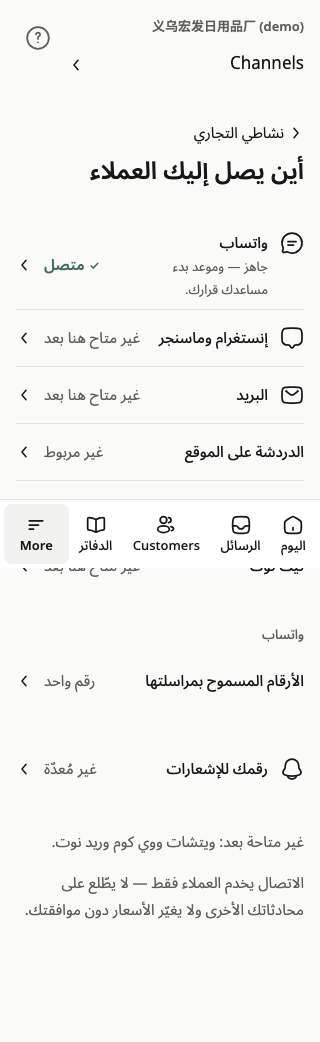 义乌宏发日用品厂 (demo)
Channels
نشاطي التجاري
أين يصل إليك العملاء
واتساب
متصل
جاهز — وموعد بدء
مساعدك قرارك.
إنستغرام وماسنجر
غير متاح هنا بعد
البريد
غير متاح هنا بعد
الدردشة على الموقع
غير مربوط
اليوم
الرسائل
Customers
الدفاتر
More
واتساب
الأرقام المسموح بمراسلتها
رقم واحد
رقمك للإشعارات
غير مُعدّة
غير متاحة بعد: ويتشات ووي كوم وريد نوت.
الاتصال يخدم العملاء فقط — لا يطّلع على
محادثاتك الأخرى ولا يغيّر الأسعار دون موافقتك.